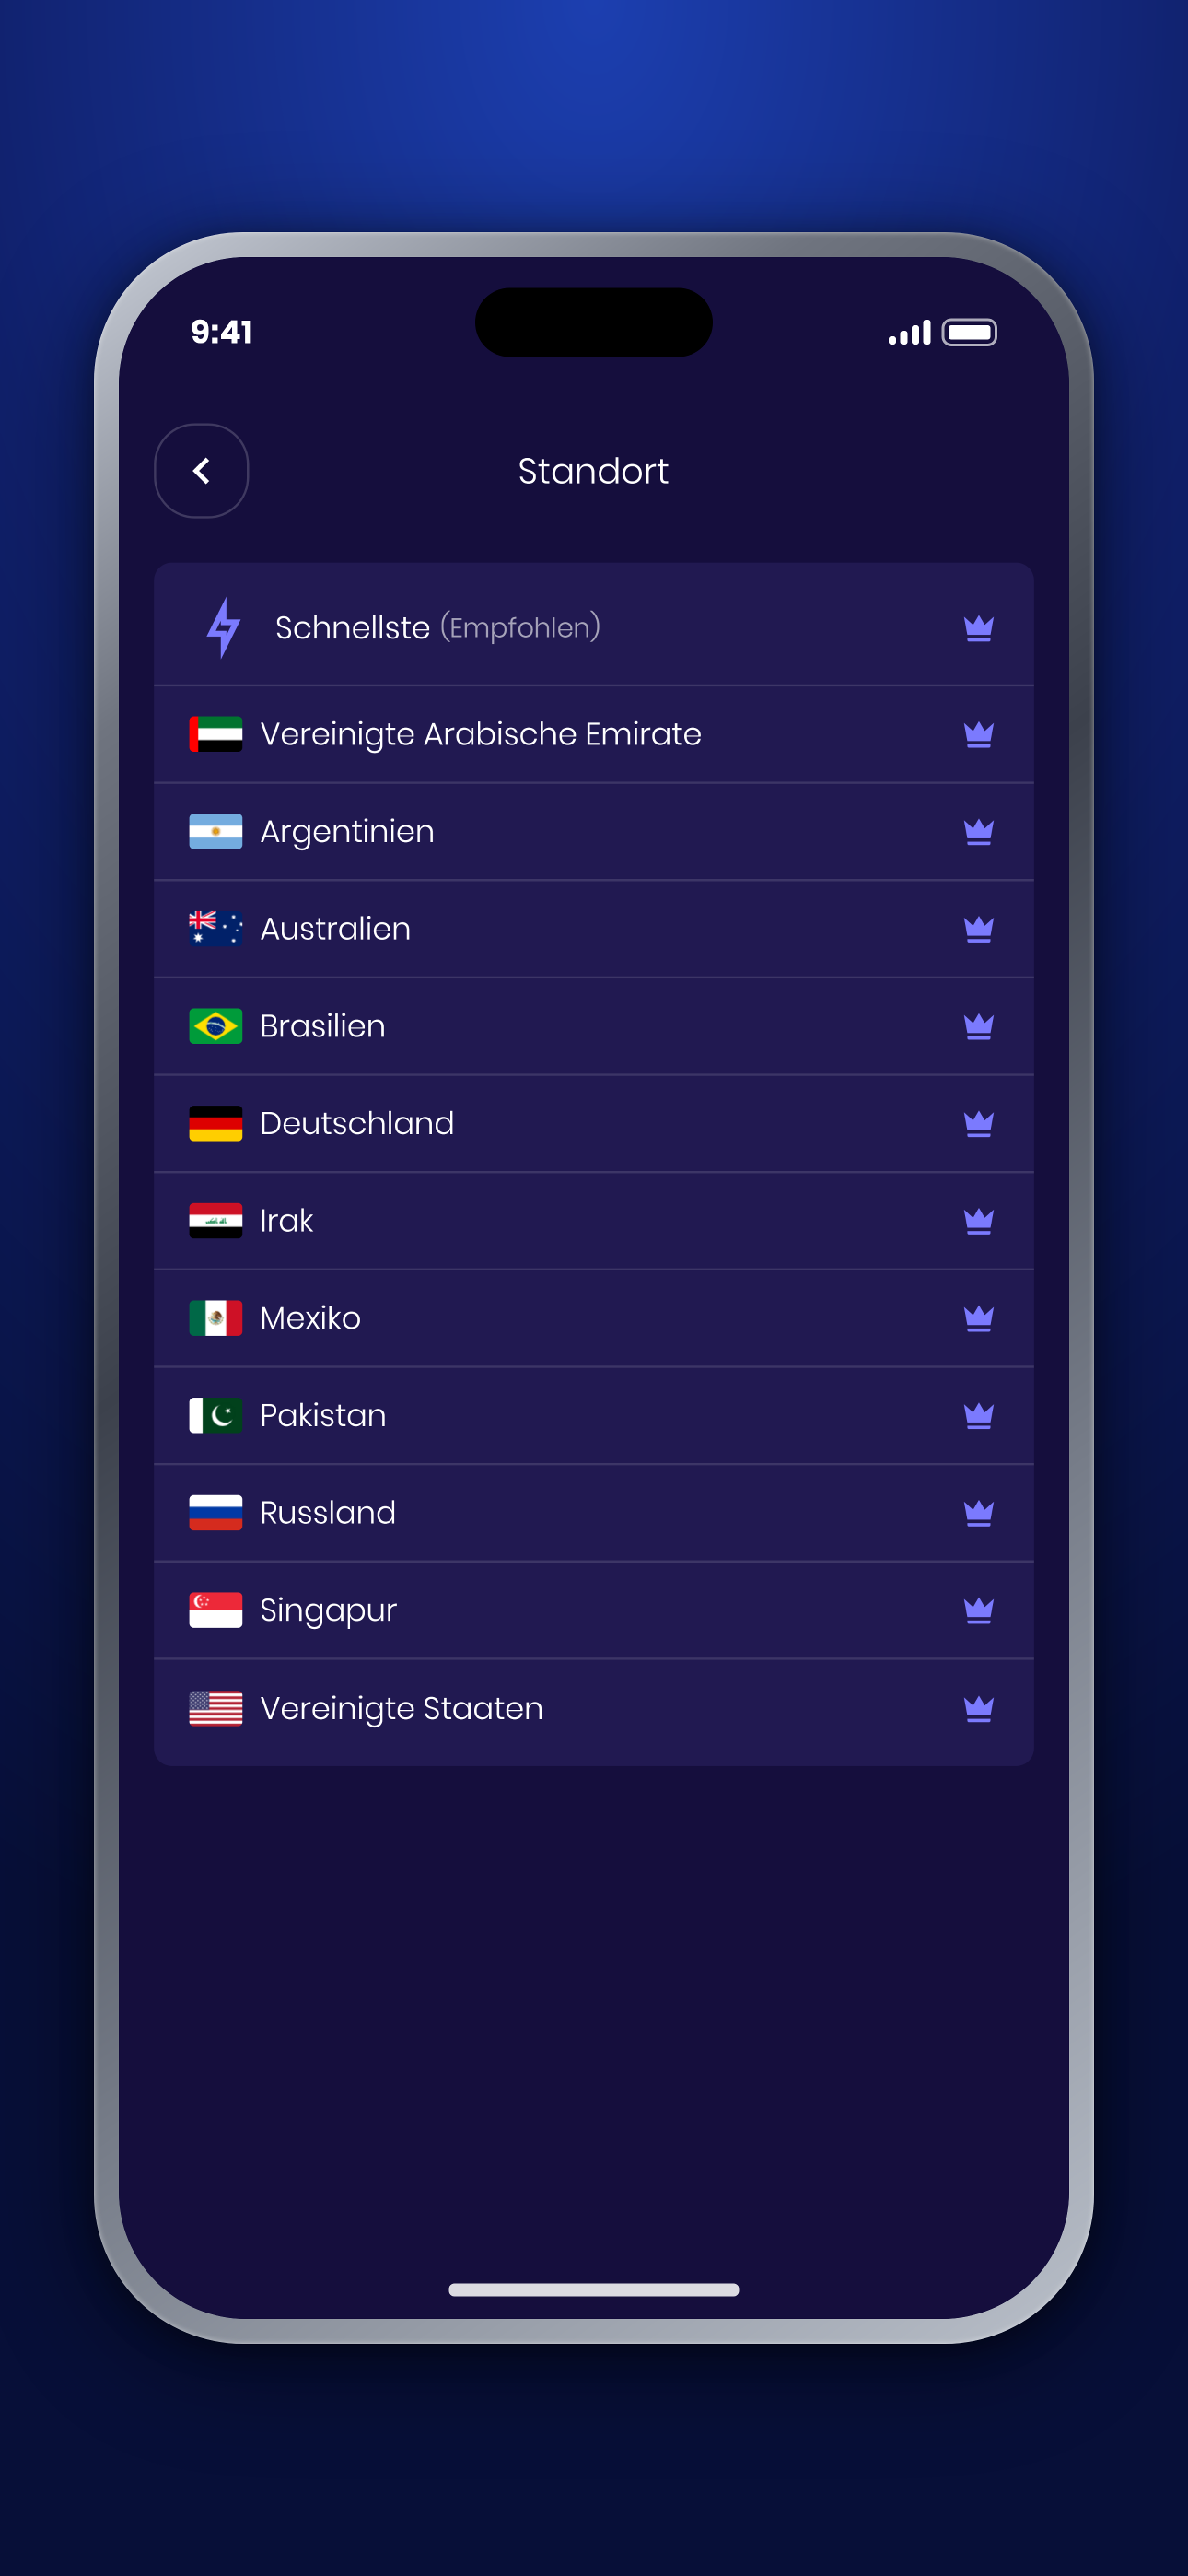 9:41
Standort
Schnellste (Empfohlen)
Vereinigte Arabische Emirate
Argentinien
Australien
Brasilien
Deutschland
Irak
Mexiko
Pakistan
Russland
Singapur
Vereinigte Staaten